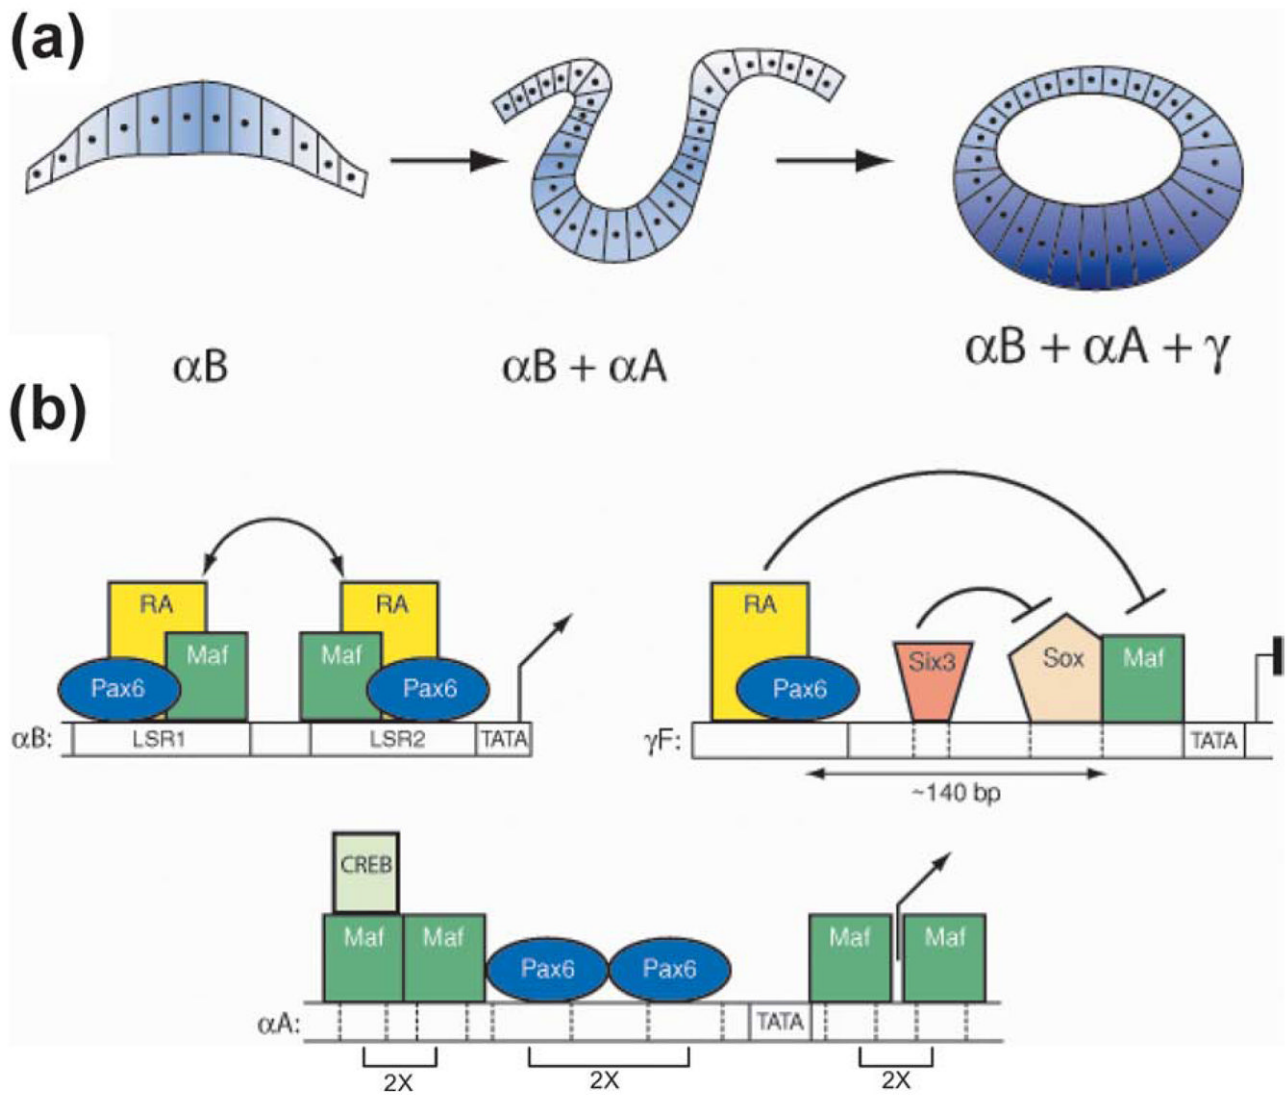 (a)
αB
αB + αA
αB + αA + γ
(b)
RA
RA
Maf
Maf
Pax6
Pax6
αB:
LSR1
LSR2
TATA
RA
Pax6
Six3
Sox
Maf
γF:
TATA
~140 bp
CREB
Maf
Maf
Pax6
Pax6
Maf
Maf
αA:
TATA
2X
2X
2X